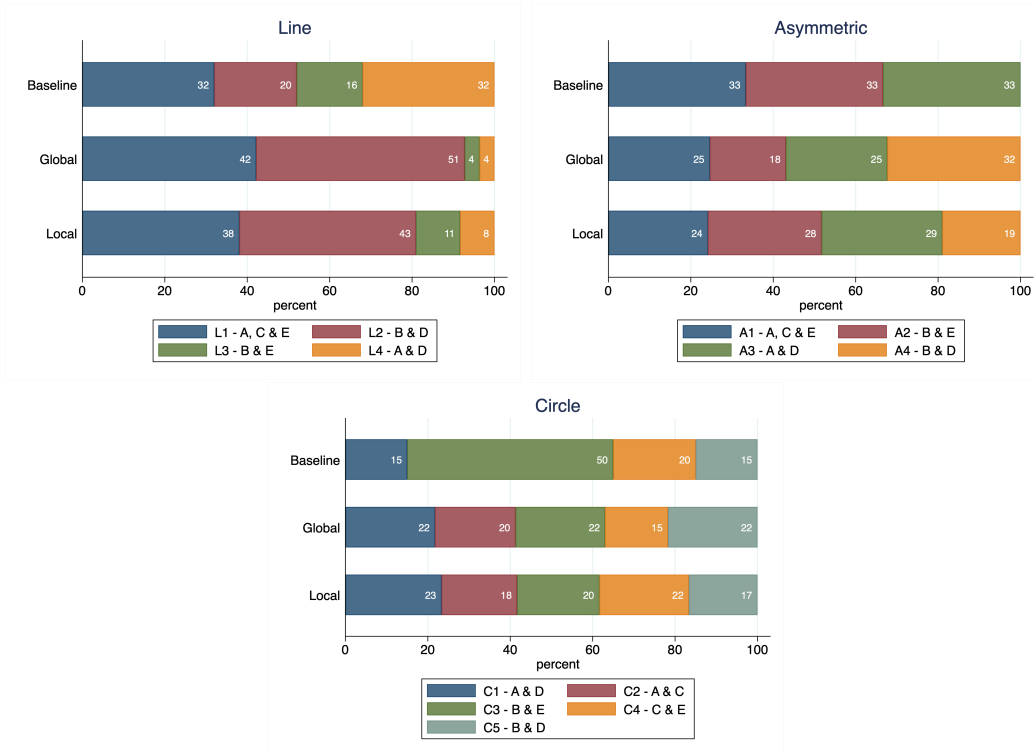 Line
Baseline 32 20 16 32
Global 42 51 4 4
Local 38 43 11 8
0 20 40 60 80 100
percent
L1 - A, C & E L2 - B & D
L3 - B & E L4 - A & D
Asymmetric
Baseline 33 33 33
Global 25 18 25 32
Local 24 28 29 19
0 20 40 60 80 100
percent
A1 - A, C & E A2 - B & E
A3 - A & D A4 - B & D
Circle
Baseline 15 50 20 15
Global 22 20 22 15 22
Local 23 18 20 22 17
0 20 40 60 80 100
percent
C1 - A & D C2 - A & C
C3 - B & E C4 - C & E
C5 - B & D